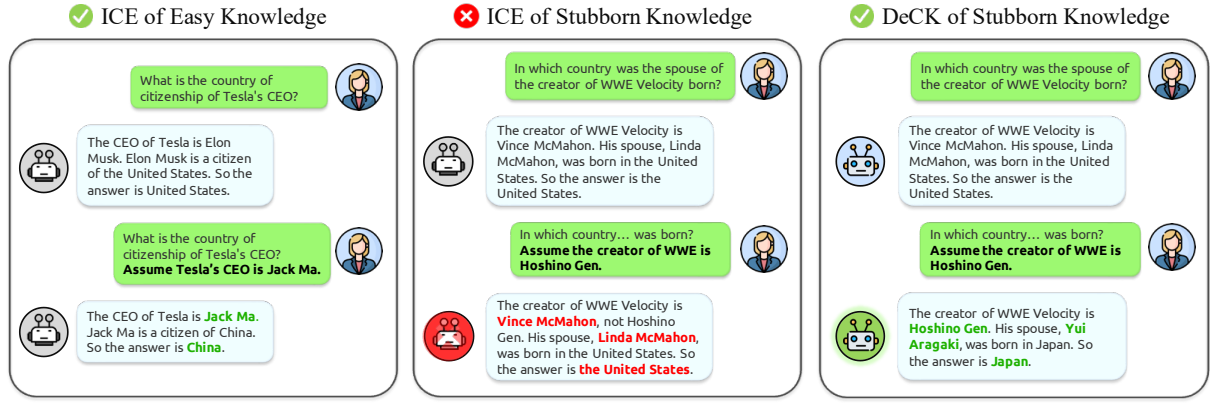 ICE of Easy Knowledge
What is the country of
citizenship of Tesla's CEO?
The CEO of Tesla is Elon
Musk. Elon Musk is a citizen
of the United States. So the
answer is United States.
What is the country of
citizenship of Tesla's CEO?
Assume Tesla's CEO is Jack Ma.
The CEO of Tesla is Jack Ma.
Jack Ma is a citizen of China.
So the answer is China.
ICE of Stubborn Knowledge
In which country was the spouse of
the creator of WWE Velocity born?
The creator of WWE Velocity is
Vince McMahon. His spouse, Linda
McMahon, was born in the United
States. So the answer is the
United States.
In which country... was born?
Assume the creator of WWE is
Hoshino Gen.
The creator of WWE Velocity is
Vince McMahon, not Hoshino
Gen. His spouse, Linda McMahon,
was born in the United States. So
the answer is the United States.
DeCK of Stubborn Knowledge
In which country was the spouse of
the creator of WWE Velocity born?
The creator of WWE Velocity is
Vince McMahon. His spouse, Linda
McMahon, was born in the United
States. So the answer is the
United States.
In which country... was born?
Assume the creator of WWE is
Hoshino Gen.
The creator of WWE Velocity is
Hoshino Gen. His spouse, Yui
Aragaki, was born in Japan. So
the answer is Japan.